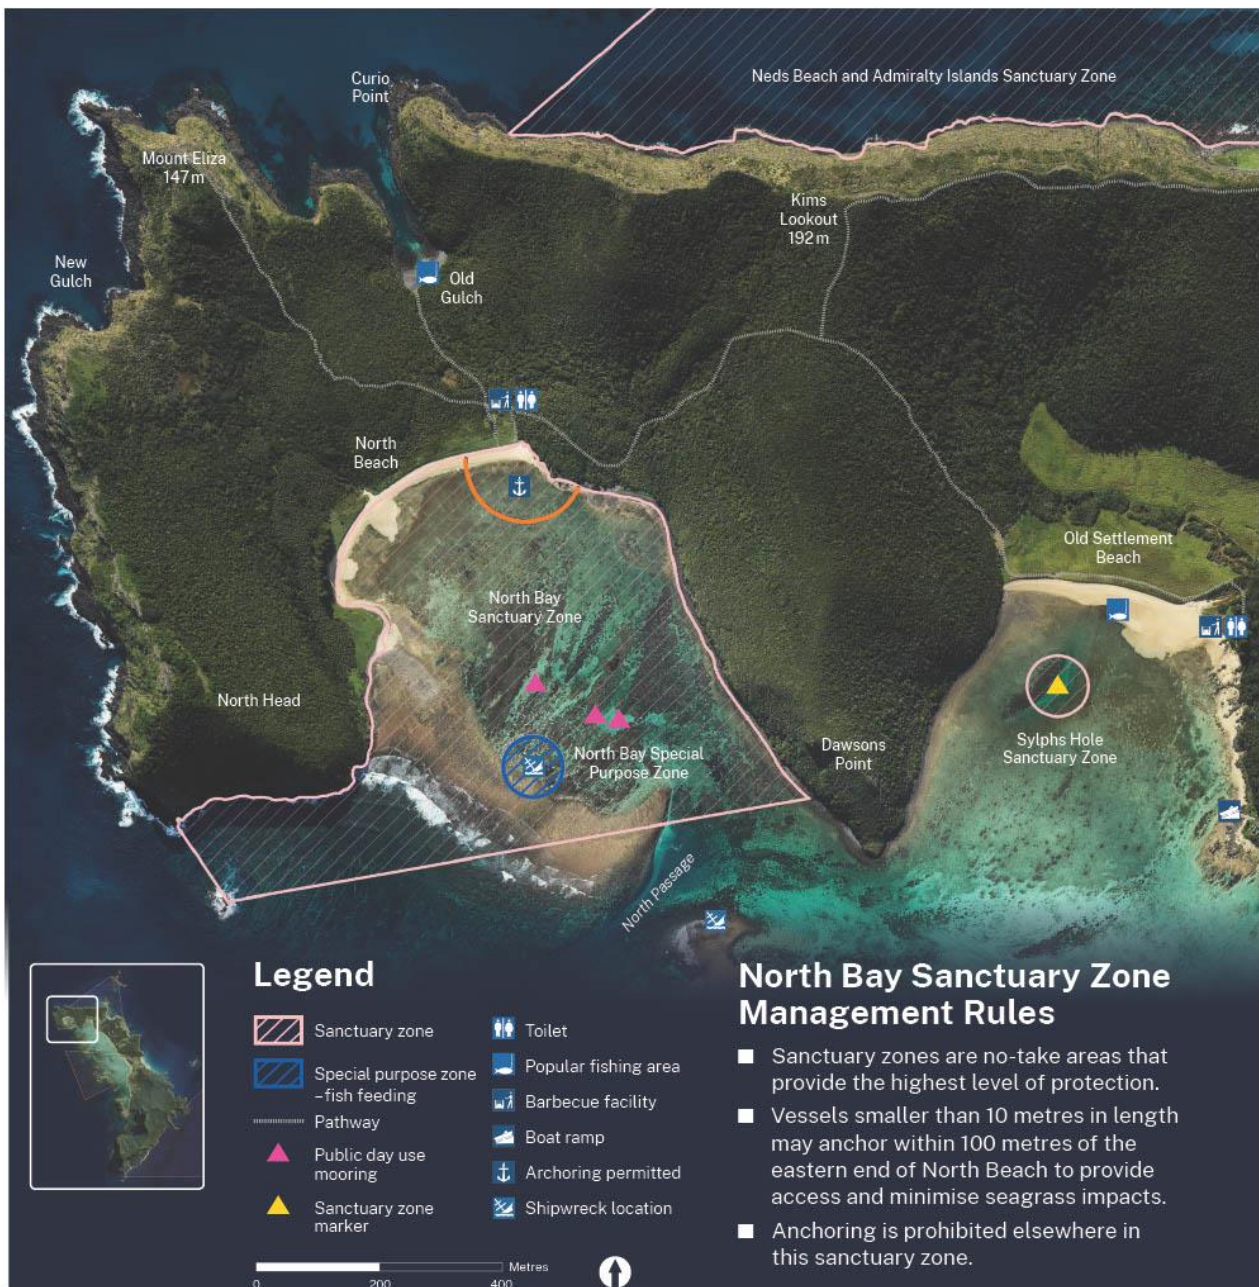 Neds Beach and Admiralty Islands Sanctuary Zone
Curio
Point
Mount Eliza
147 m
Kims
Lookout
192 m
New
Gulch
Old
Gulch
North
Beach
Old Settlement
Beach
North Bay
Sanctuary Zone
North Head
North Bay Special
Purpose Zone
Dawsons
Point
Sylphs Hole
Sanctuary Zone
North Passage
Legend
Sanctuary zone
Special purpose zone
–fish feeding
Pathway
Public day use
mooring
Sanctuary zone
marker
Toilet
Popular fishing area
Barbecue facility
Boat ramp
Anchoring permitted
Shipwreck location
Metres
0 200 400
North Bay Sanctuary Zone
Management Rules
■ Sanctuary zones are no-take areas that
provide the highest level of protection.
■ Vessels smaller than 10 metres in length
may anchor within 100 metres of the
eastern end of North Beach to provide
access and minimise seagrass impacts.
■ Anchoring is prohibited elsewhere in
this sanctuary zone.